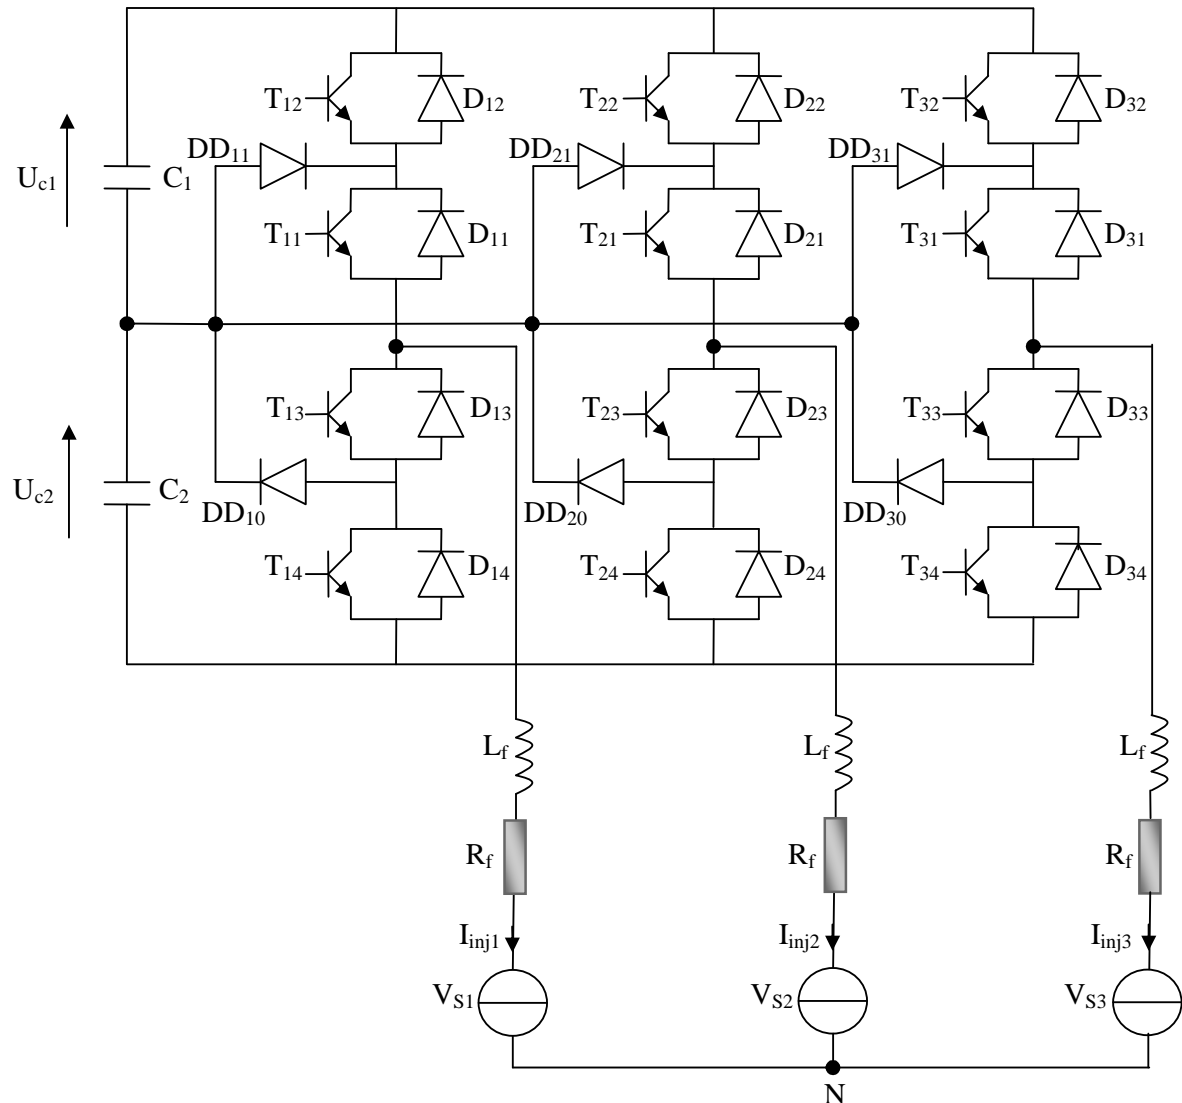 T12 D12 T22 D22 T32 D32
DD11 DD21 DD31
Uc1 C1
T11 D11 T21 D21 T31 D31
T13 D13 T23 D23 T33 D33
Uc2 C2
DD10 DD20 DD30
T14 D14 T24 D24 T34 D34
Lf Lf Lf
Rf Rf Rf
Iinj1 Iinj2 Iinj3
VS1 VS2 VS3
N